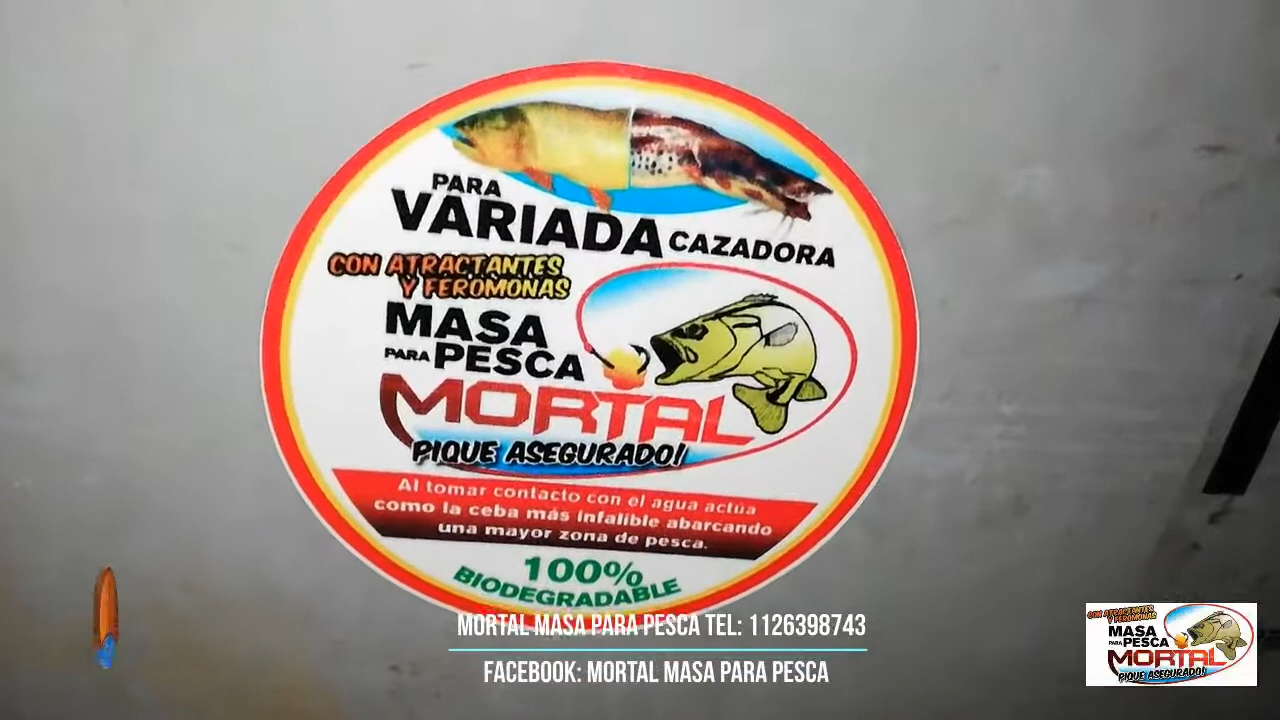 PARA
VARIADA CAZADORA
CON ATRACTANTES
Y FEROMONAS
MASA
PARA PESCA
MORTAL
PIQUE ASEGURADO!
Al tomar contacto con el agua actúa
como la ceba más infalible abarcando
una mayor zona de pesca.
100%
BIODEGRADABLE
MORTAL MASA PARA PESCA TEL: 1126398743
FACEBOOK: MORTAL MASA PARA PESCA
CON ATRACTANTES
Y FEROMONAS
MASA
PARA PESCA
MORTAL
PIQUE ASEGURADO!